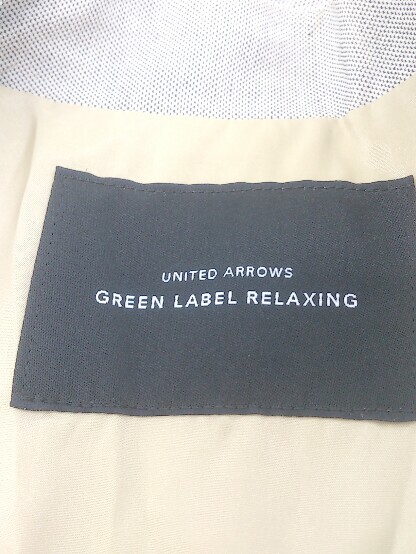 UNITED ARROWS
GREEN LABEL RELAXING